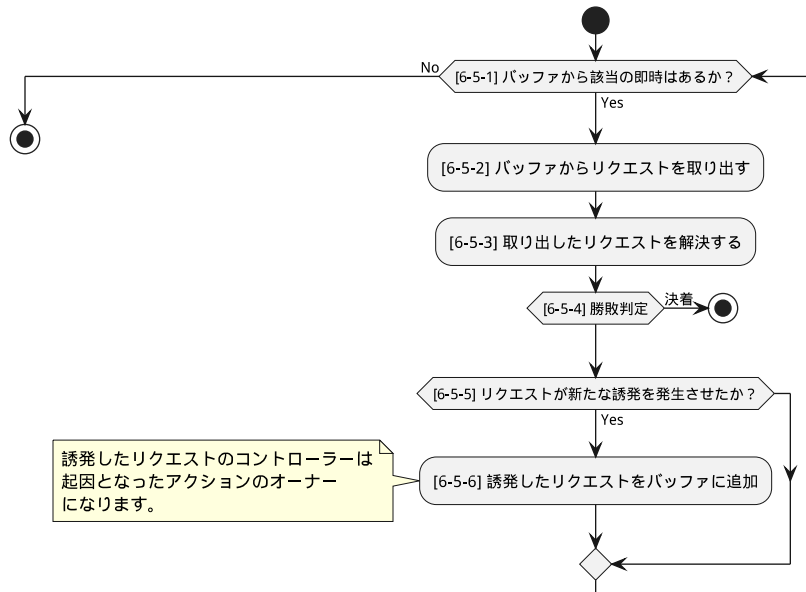 No
[6-5-1] バッファから該当の即時はあるか？
Yes
[6-5-2] バッファからリクエストを取り出す
[6-5-3] 取り出したリクエストを解決する
[6-5-4] 勝敗判定
決着
[6-5-5] リクエストが新たな誘発を発生させたか？
Yes
誘発したリクエストのコントローラーは
起因となったアクションのオーナー
になります。
[6-5-6] 誘発したリクエストをバッファに追加